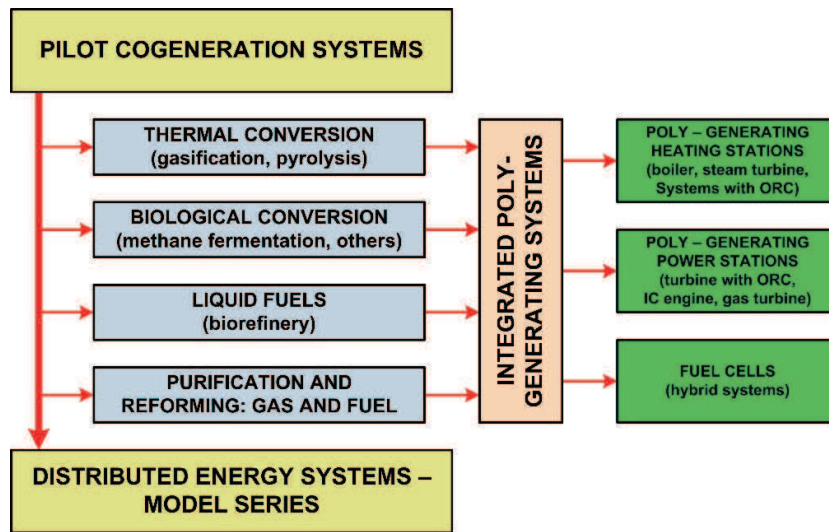 PILOT COGENERATION SYSTEMS
THERMAL CONVERSION
(gasification, pyrolysis)
BIOLOGICAL CONVERSION
(methane fermentation, others)
LIQUID FUELS
(biorefinery)
PURIFICATION AND
REFORMING: GAS AND FUEL
INTEGRATED POLY-
GENERATING SYSTEMS
POLY – GENERATING
HEATING STATIONS
(boiler, steam turbine,
Systems with ORC)
POLY – GENERATING
POWER STATIONS
(turbine with ORC,
IC engine, gas turbine)
FUEL CELLS
(hybrid systems)
DISTRIBUTED ENERGY SYSTEMS –
MODEL SERIES